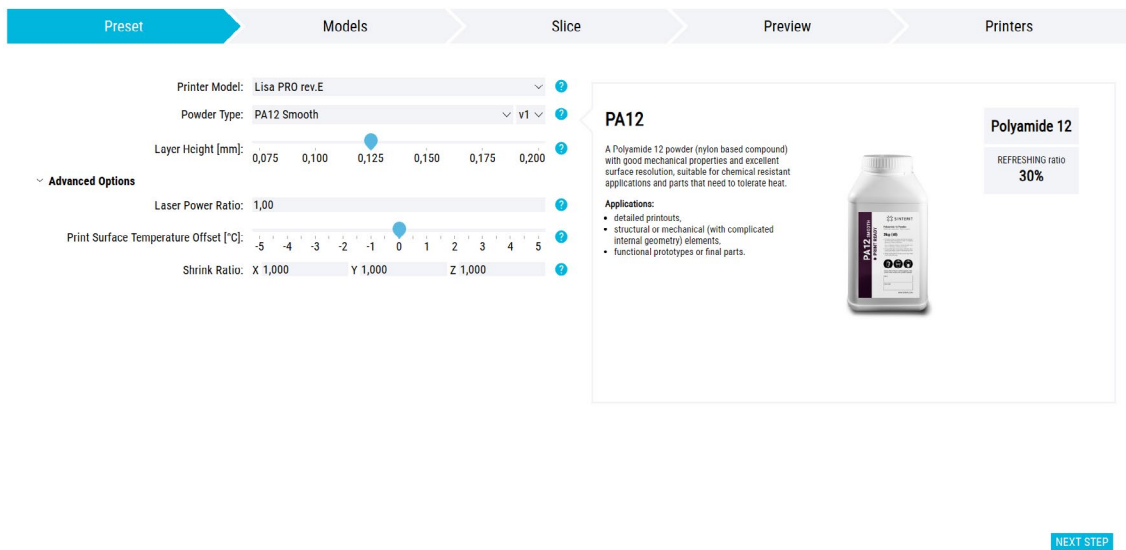 Preset
Models
Slice
Preview
Printers
Printer Model: Lisa PRO rev.E
Powder Type: PA12 Smooth v1
Layer Height [mm]:
0,075 0,100 0,125 0,150 0,175 0,200
Advanced Options
Laser Power Ratio: 1,00
Print Surface Temperature Offset [°C]:
-5 -4 -3 -2 -1 0 1 2 3 4 5
Shrink Ratio: X 1,000 Y 1,000 Z 1,000
PA12
A Polyamide 12 powder (nylon based compound)
with good mechanical properties and excellent
surface resolution, suitable for chemical resistant
applications and parts that need to tolerate heat.
Applications:
• detailed printouts,
• structural or mechanical (with complicated
internal geometry) elements,
• functional prototypes or final parts.
SINTERIT
PA12 SMOOTH
PRINT READY
Polyamide 12
REFRESHING ratio
30%
NEXT STEP